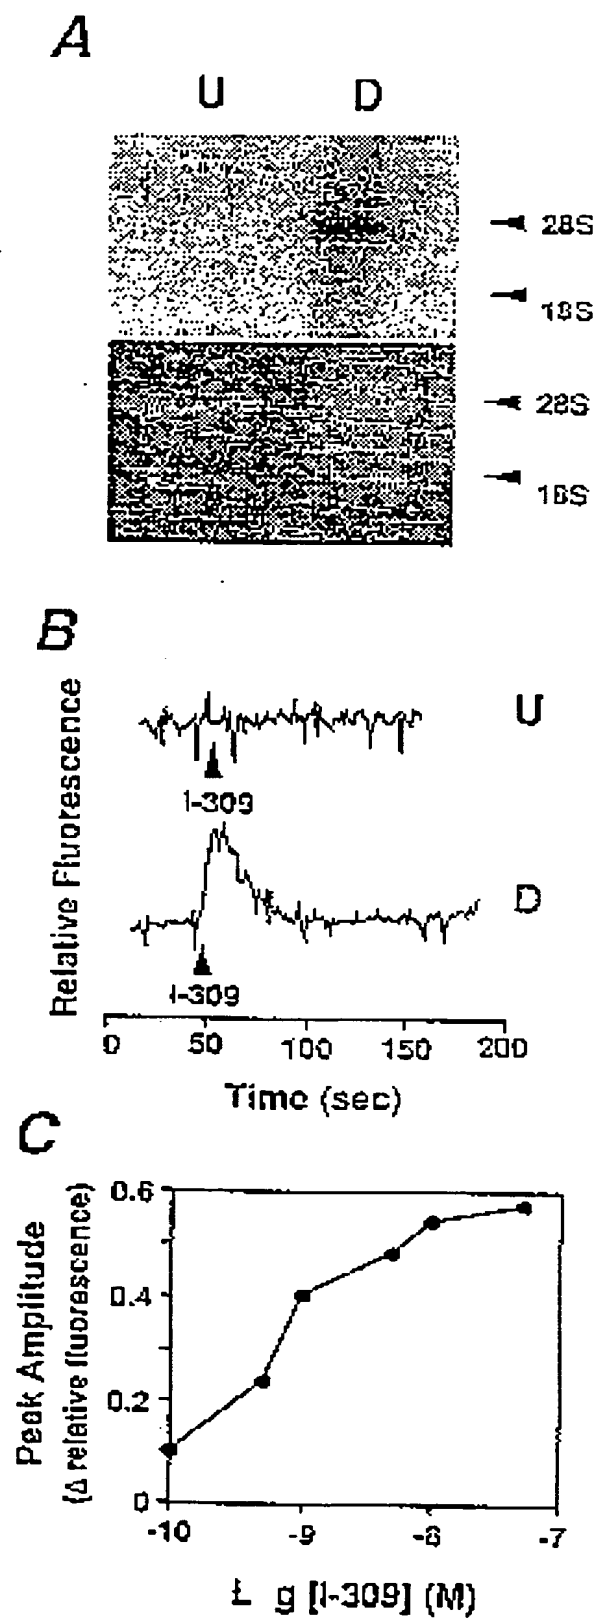 A
U D
28S
18S
28S
18S
B
Relative Fluorescence
U
I-309
D
I-309
0 50 100 150 200
Time (sec)
C
Peak Amplitude
(Δ relative fluorescence)
0.6
0.4
0.2
0
-10 -9 -8 -7
Ł g [I-309] (M)